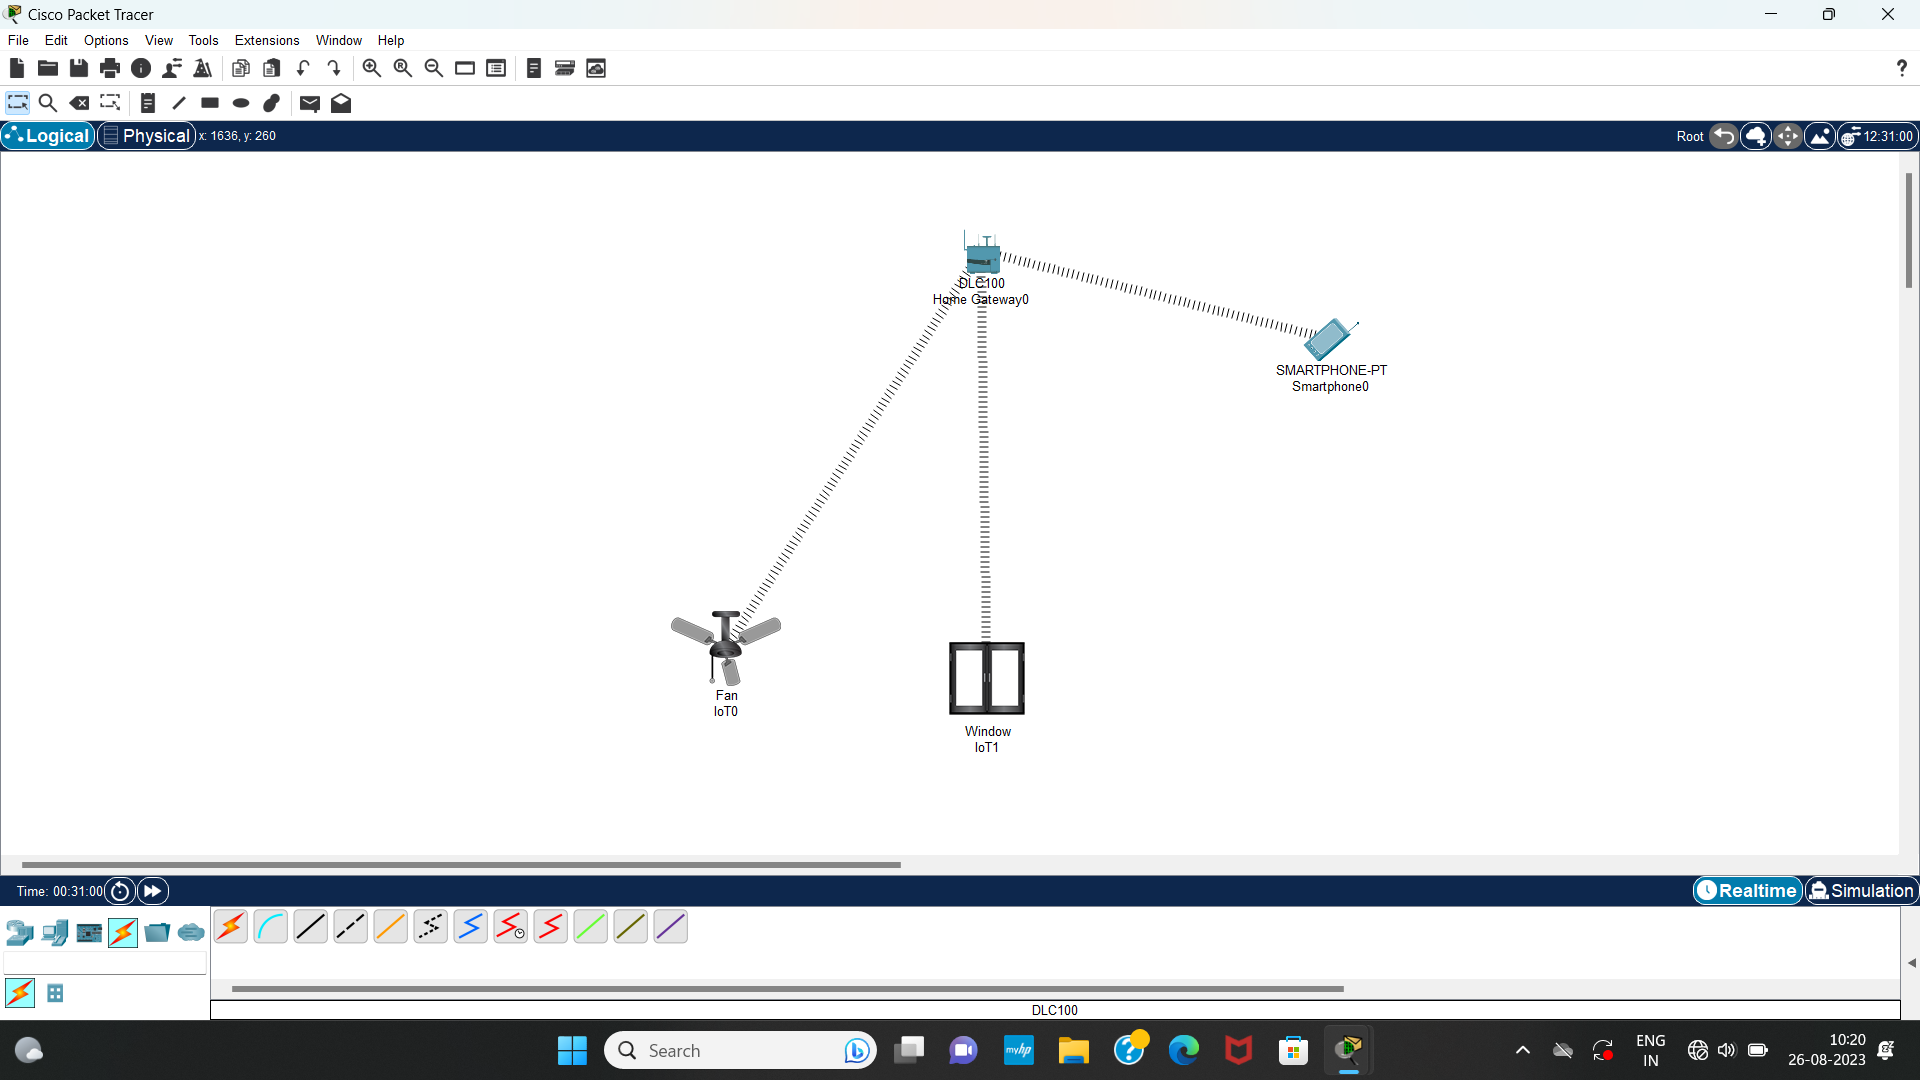 Cisco Packet Tracer
File Edit Options View Tools Extensions Window Help
?
Logical Physical x: 1636, y: 260 Root 12:31:00
DLC100
Home Gateway0
SMARTPHONE-PT
Smartphone0
Fan
IoT0
Window
IoT1
Time: 00:31:00 Realtime Simulation
DLC100
Search
myhp
ENG
IN
10:20
26-08-2023